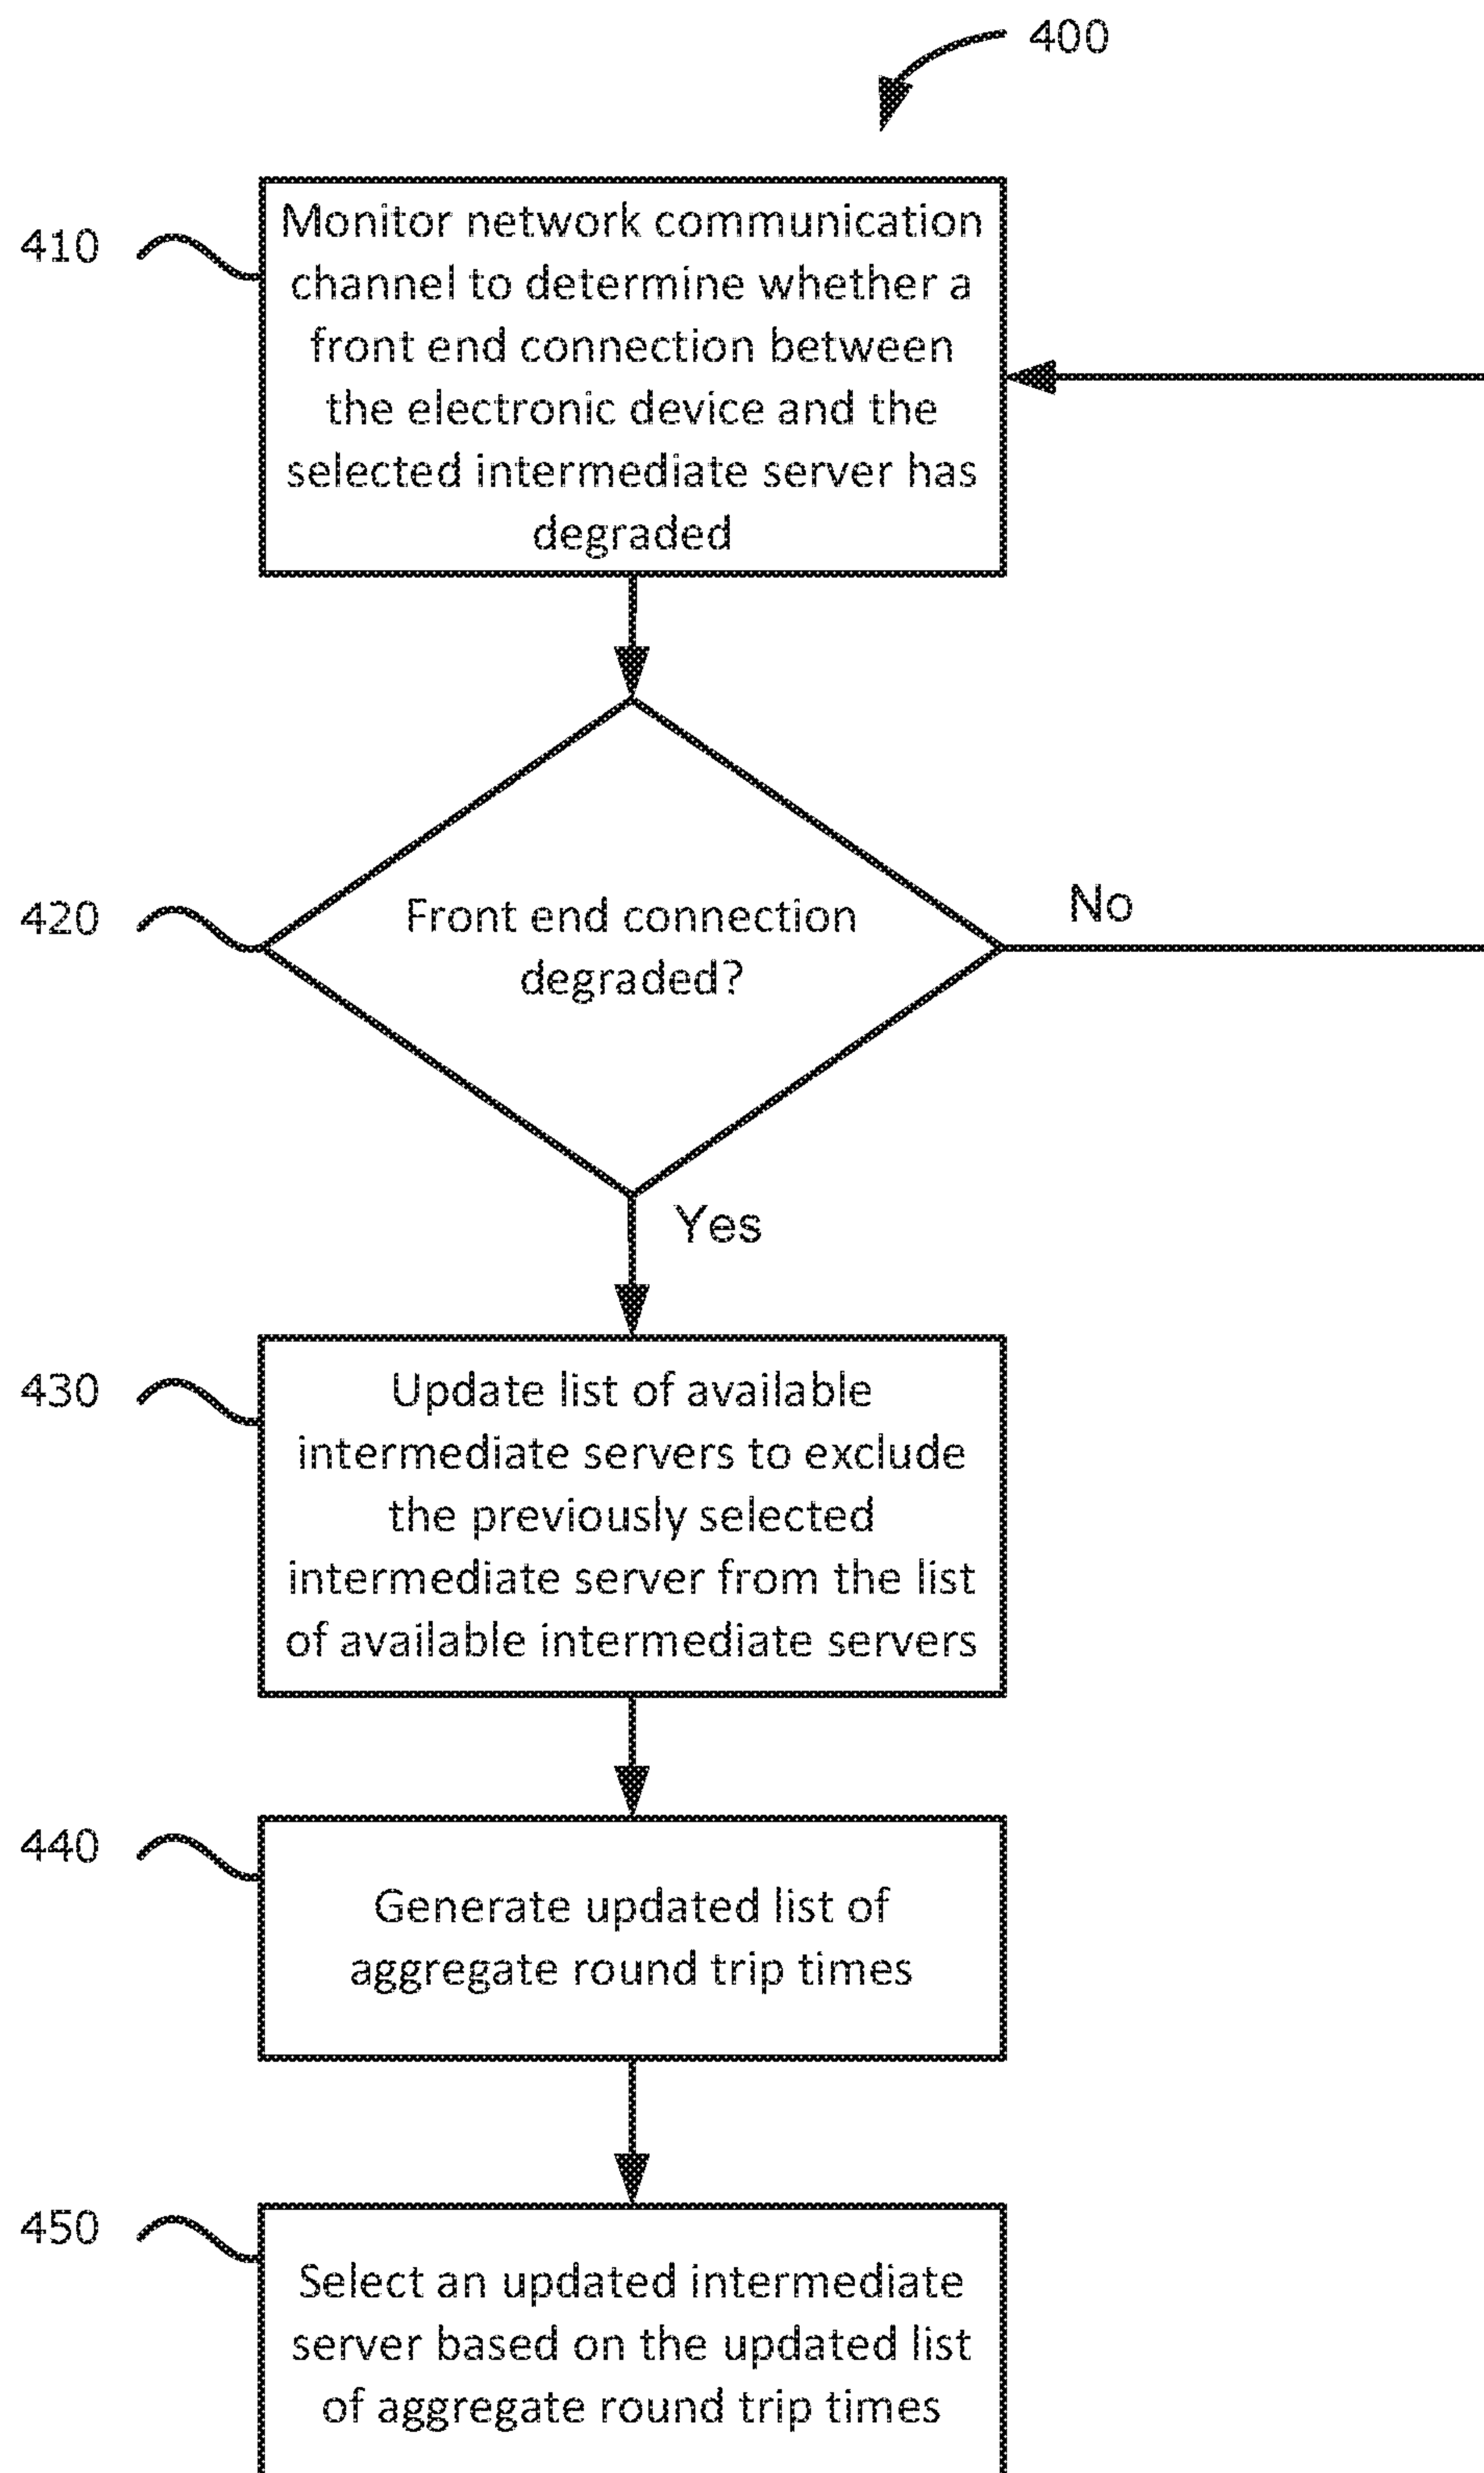 400
410
Monitor network communication
channel to determine whether a
front end connection between
the electronic device and the
selected intermediate server has
degraded
420
Front end connection
degraded?
No
Yes
430
Update list of available
intermediate servers to exclude
the previously selected
intermediate server from the list
of available intermediate servers
440
Generate updated list of
aggregate round trip times
450
Select an updated intermediate
server based on the updated list
of aggregate round trip times